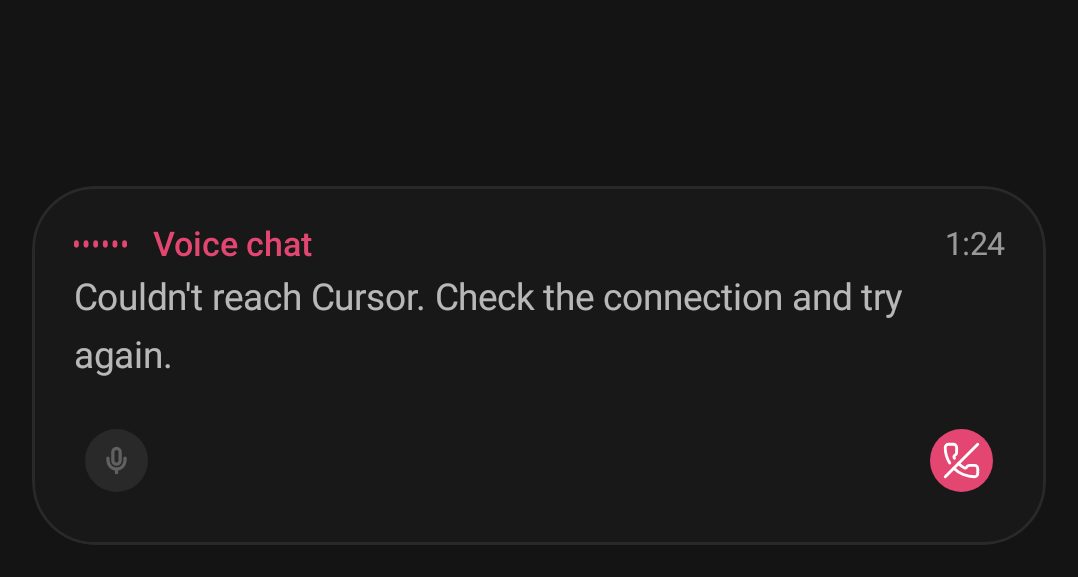 Voice chat 1:24
Couldn't reach Cursor. Check the connection and try
again.